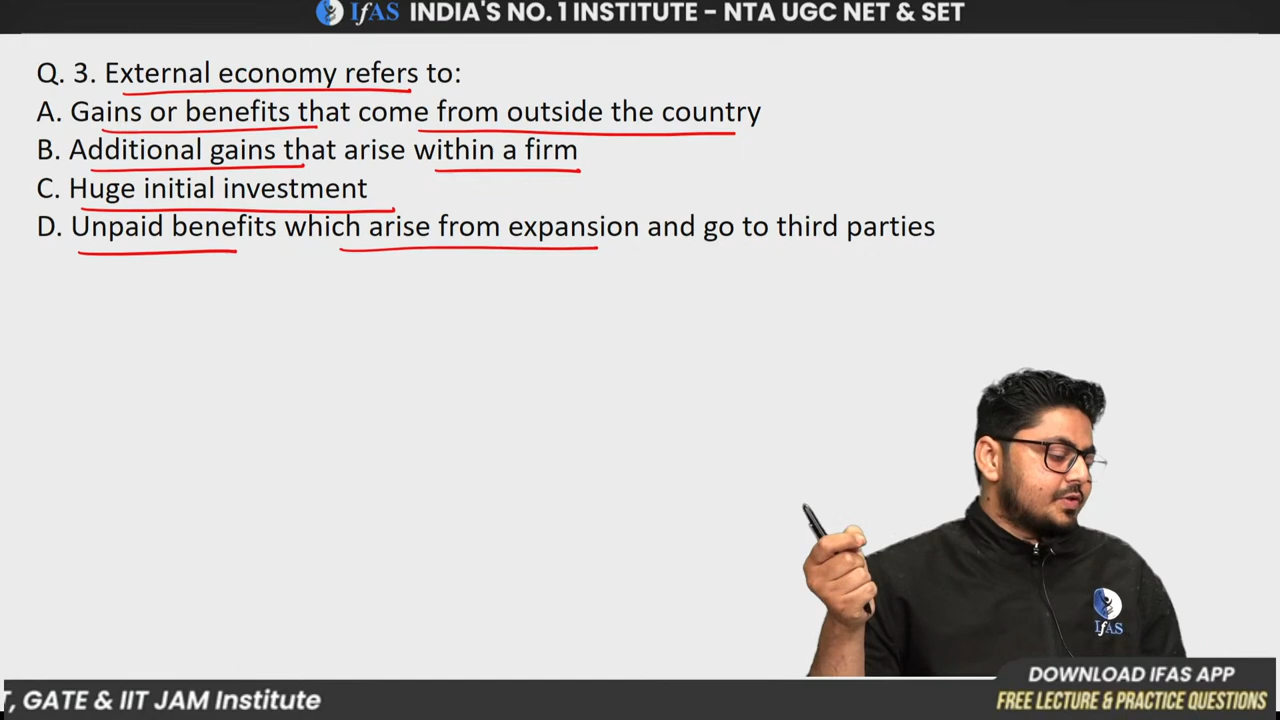 IfAS INDIA'S NO. 1 INSTITUTE - NTA UGC NET & SET
Q. 3. External economy refers to:
A. Gains or benefits that come from outside the country
B. Additional gains that arise within a firm
C. Huge initial investment
D. Unpaid benefits which arise from expansion and go to third parties
IfAS
DOWNLOAD IFAS APP
T, GATE & IIT JAM Institute
FREE LECTURE & PRACTICE QUESTIONS